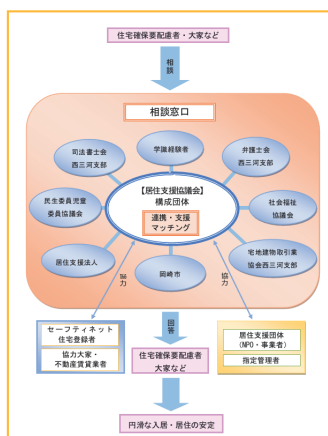 住宅確保要配慮者・大家など
相談
相談窓口
学識経験者
司法書士会
西三河支部
弁護士会
西三河支部
民生委員児童
委員協議会
【居住支援協議会】
構成団体
連携・支援
マッチング
社会福祉
協議会
居住支援法人
岡崎市
宅地建物取引業
協会西三河支部
協力
協力
セーフティネット
住宅登録者
協力大家・
不動産賃貸業者
回答
居住支援団体
(NPO・事業者)
指定管理者
住宅確保要配慮者
大家など
円滑な入居・居住の安定